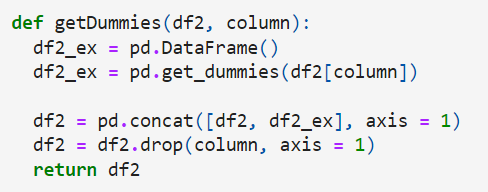 def getDummies(df2, column):
df2_ex = pd.DataFrame()
df2_ex = pd.get_dummies(df2[column])
df2 = pd.concat([df2, df2_ex], axis = 1)
df2 = df2.drop(column, axis = 1)
return df2